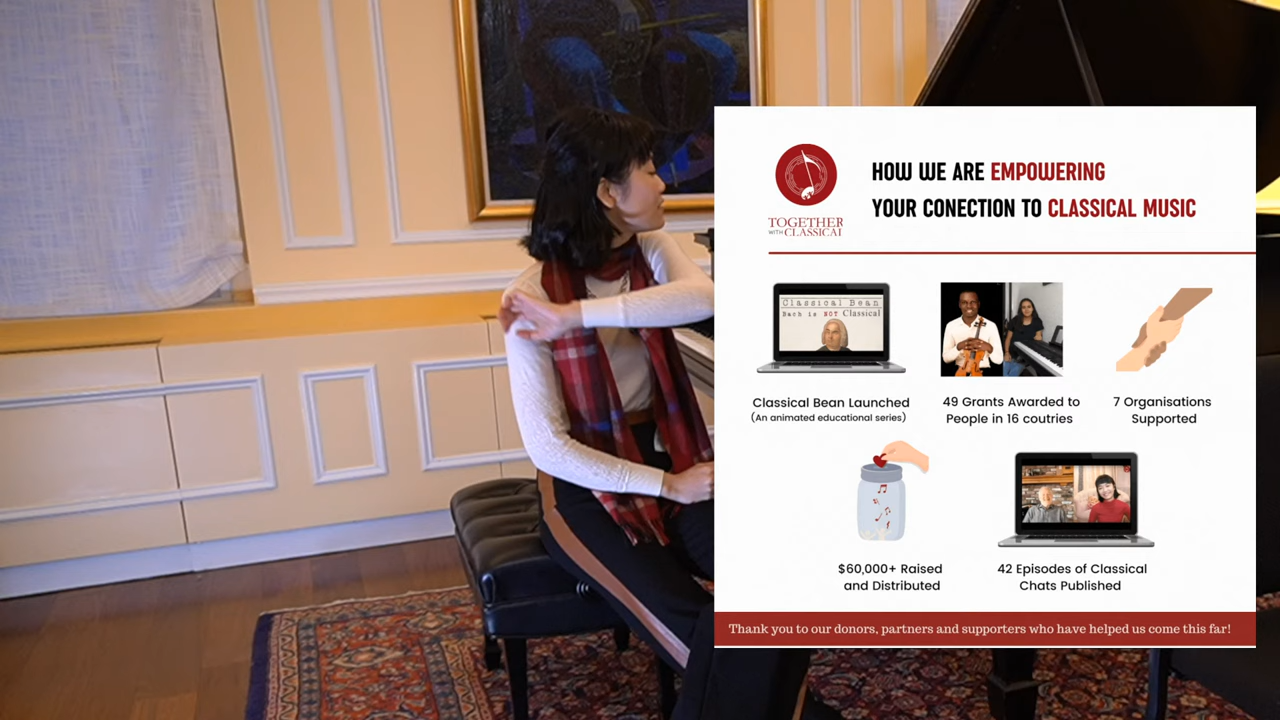 HOW WE ARE EMPOWERING
YOUR CONECTION TO CLASSICAL MUSIC
TOGETHER
WITH CLASSICAL
Classical Bean
Bach is NOT Classical
Classical Bean Launched
(An animated educational series)
49 Grants Awarded to
People in 16 coutries
7 Organisations
Supported
$60,000+ Raised
and Distributed
42 Episodes of Classical
Chats Published
Thank you to our donors, partners and supporters who have helped us come this far!